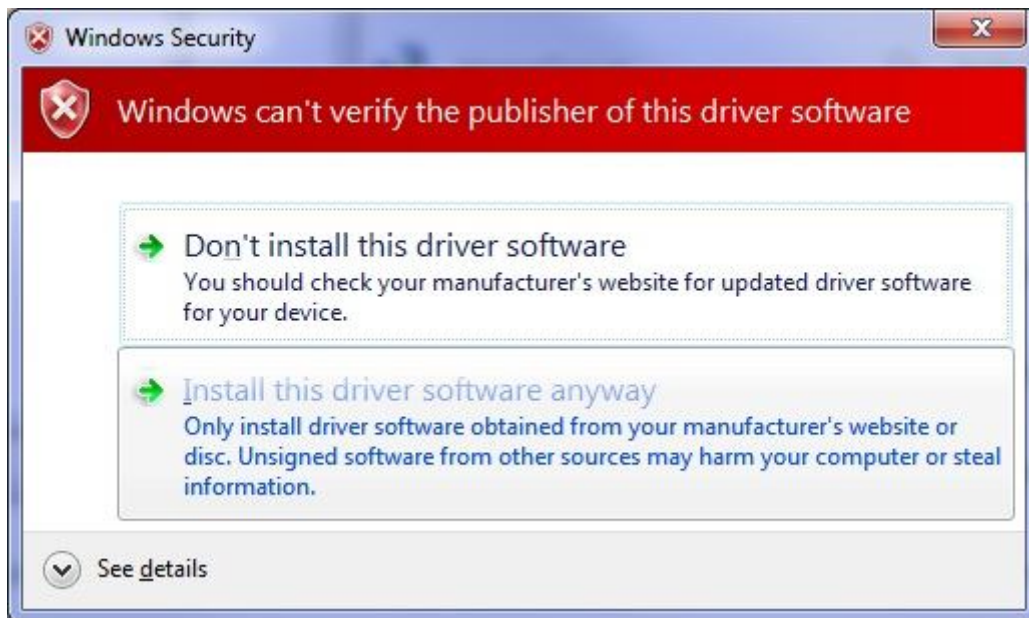 Windows Security
Windows can't verify the publisher of this driver software
Don't install this driver software
You should check your manufacturer's website for updated driver software
for your device.
Install this driver software anyway
Only install driver software obtained from your manufacturer's website or
disc. Unsigned software from other sources may harm your computer or steal
information.
See details